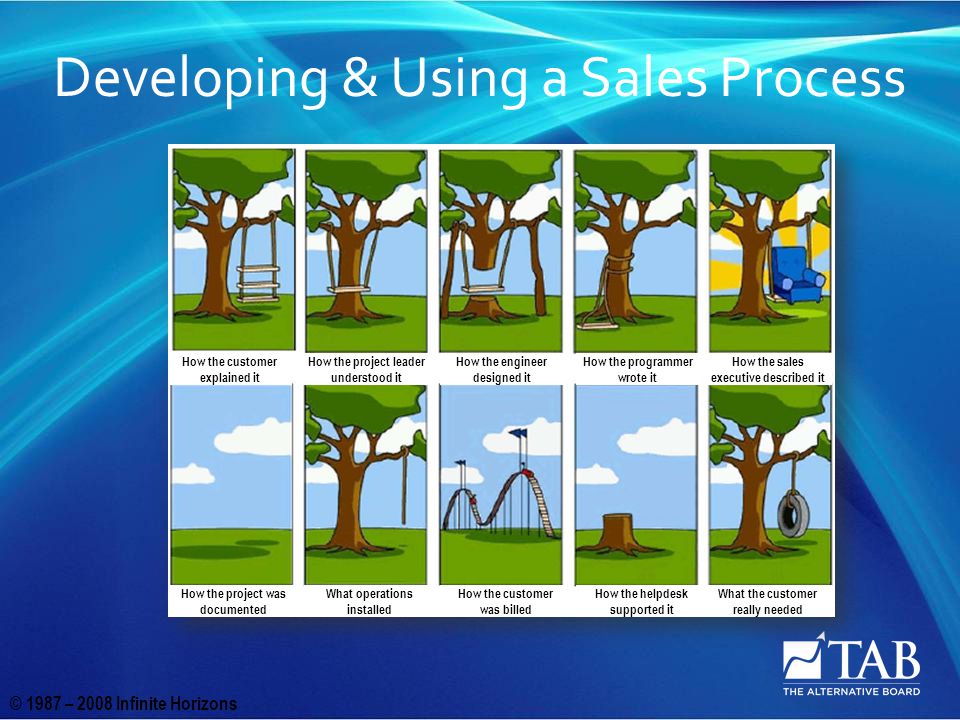 Developing & Using a Sales Process
How the customer
explained it
How the project leader
understood it
How the engineer
designed it
How the programmer
wrote it
How the sales
executive described it
How the project was
documented
What operations
installed
How the customer
was billed
How the helpdesk
supported it
What the customer
really needed
TAB
THE ALTERNATIVE BOARD
© 1987 – 2008 Infinite Horizons